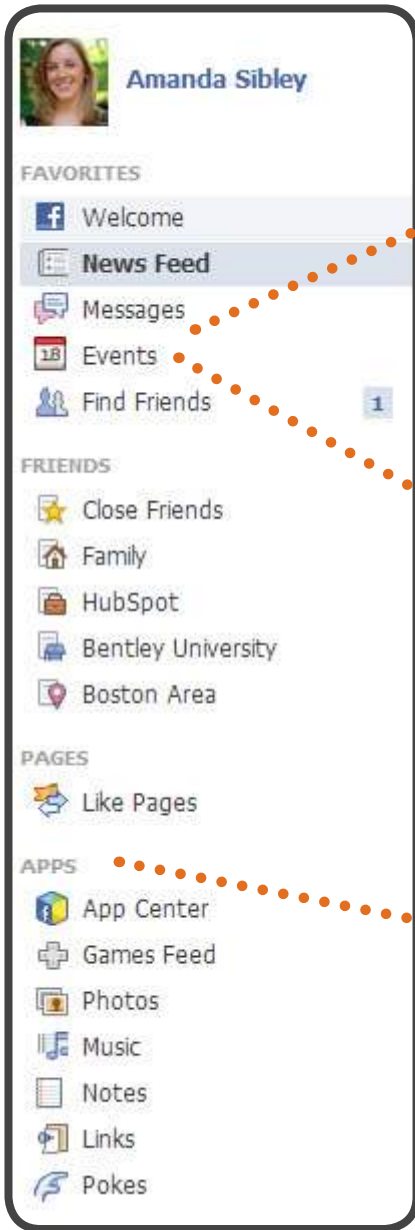 Amanda Sibley
FAVORITES
Welcome
News Feed
Messages
18 Events
Find Friends 1
FRIENDS
Close Friends
Family
HubSpot
Bentley University
Boston Area
PAGES
Like Pages
APPS
App Center
Games Feed
Photos
Music
Notes
Links
Pokes